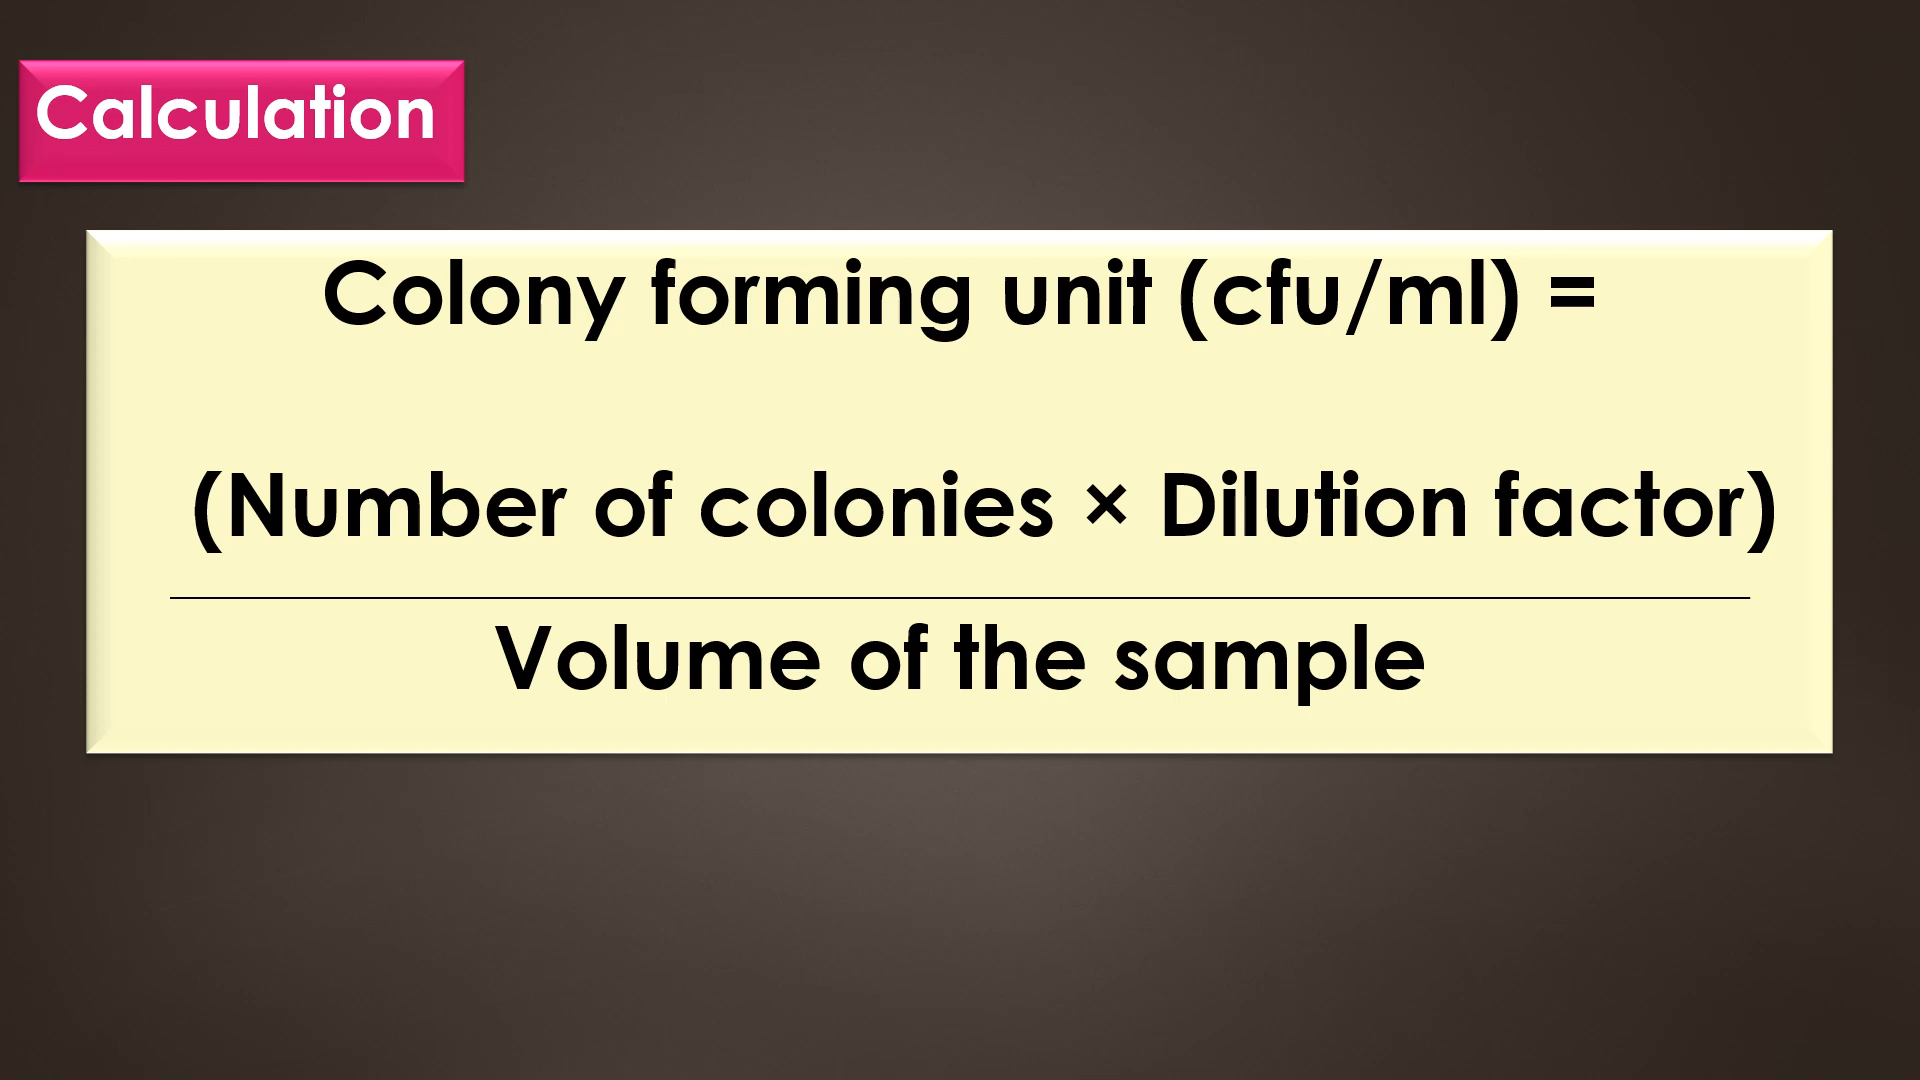 Calculation
Colony forming unit (cfu/ml) =
(Number of colonies × Dilution factor)
Volume of the sample